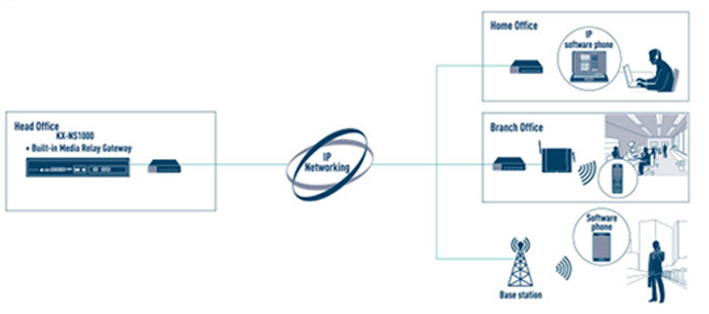 Head Office
KX-NS1000
• Built-in Media Relay Gateway
IP
Networking
Home Office
IP
software phone
Branch Office
Software
phone
Base station